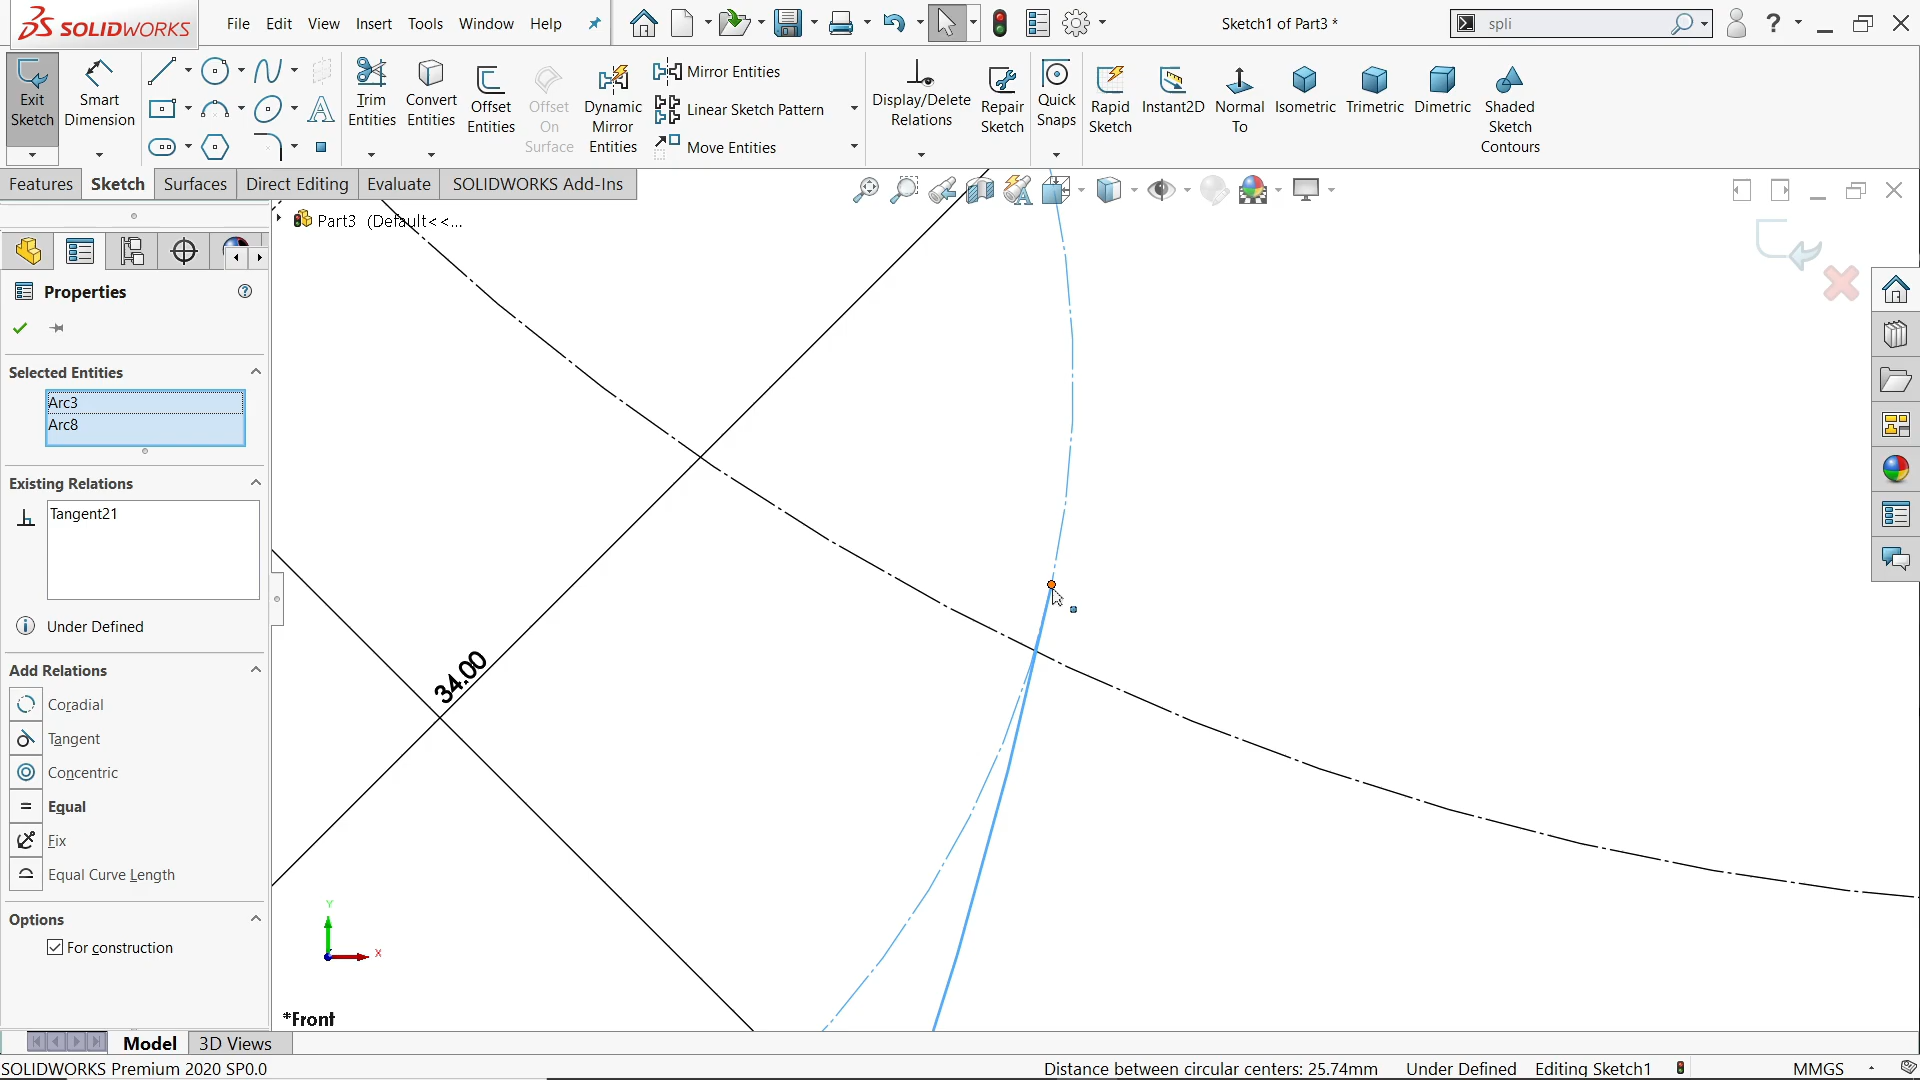 SOLIDWORKS
File Edit View Insert Tools Window Help
Sketch1 of Part3 *
spli
Exit Sketch
Smart Dimension
Trim Entities
Convert Entities
Offset Entities
Offset On Surface
Dynamic Mirror Entities
Mirror Entities
Linear Sketch Pattern
Move Entities
Display/Delete Relations
Repair Sketch
Quick Snaps
Rapid Sketch
Instant2D
Normal To
Isometric
Trimetric
Dimetric
Shaded Sketch Contours
Features Sketch Surfaces Direct Editing Evaluate SOLIDWORKS Add-Ins
Part3 (Default<<...
Properties
Selected Entities
Arc3
Arc8
Existing Relations
Tangent21
Under Defined
Add Relations
Coradial
Tangent
Concentric
Equal
Fix
Equal Curve Length
Options
For construction
34.00
Y
X
*Front
Model 3D Views
SOLIDWORKS Premium 2020 SP0.0 Distance between circular centers: 25.74mm Under Defined Editing Sketch1 MMGS